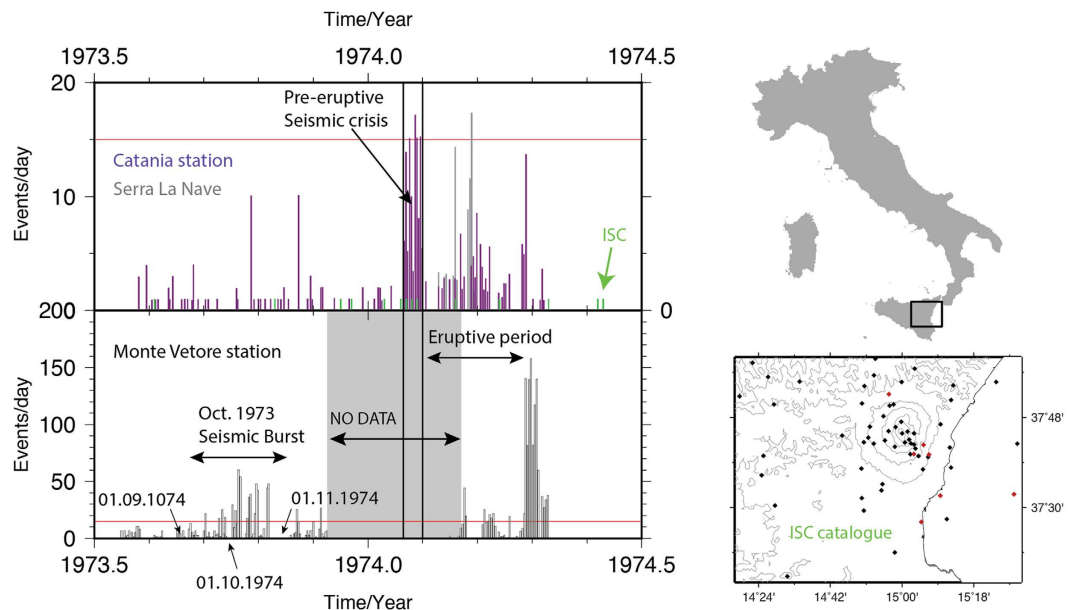 Time/Year
1973.5
1974.0
1974.5
20
Pre-eruptive
Seismic crisis
Catania station
Serra La Nave
10
Events/day
ISC
0
200
Eruptive period
Monte Vetore station
150
Oct. 1973
Seismic Burst
NO DATA
100
Events/day
50
01.09.1074
01.11.1974
0
01.10.1974
1973.5
1974.0
1974.5
Time/Year
37˚48'
37˚30'
ISC catalogue
14˚24'
14˚42'
15˚00'
15˚18'